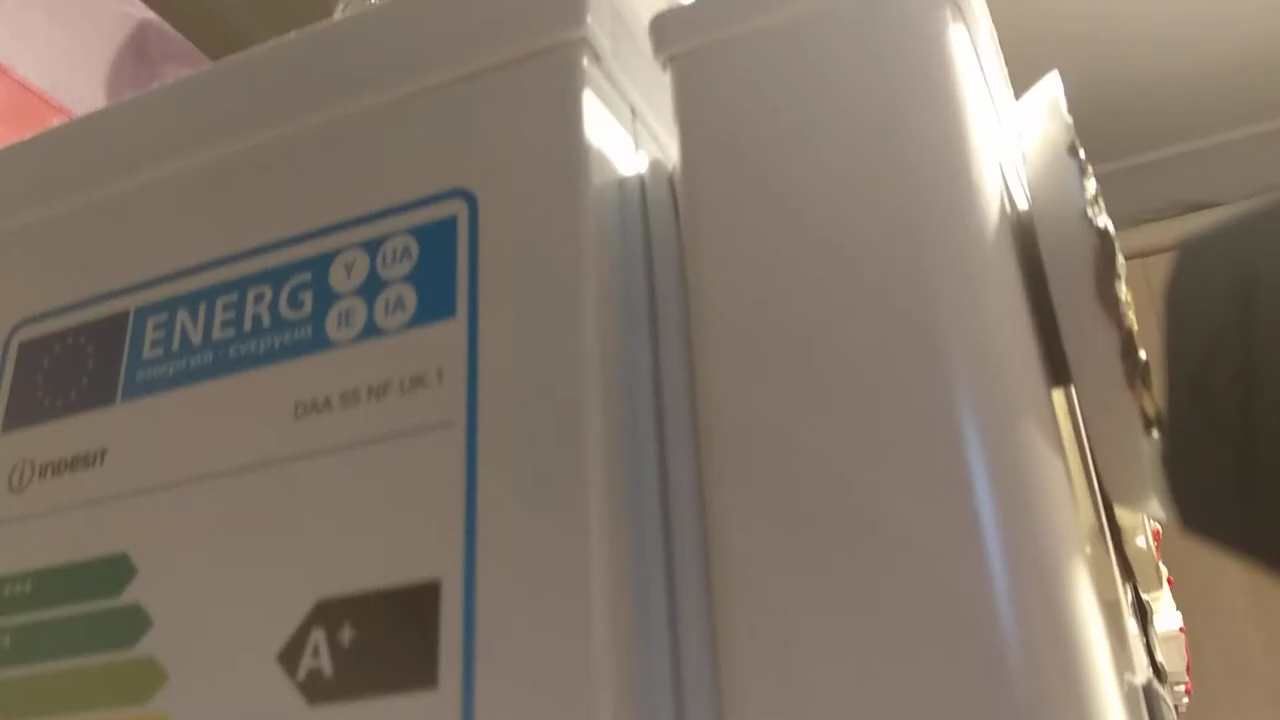 ENERG Y IJA
IE IA
енергия · ενεργεια
DAA 55 NF UK.1
INDESIT
A+